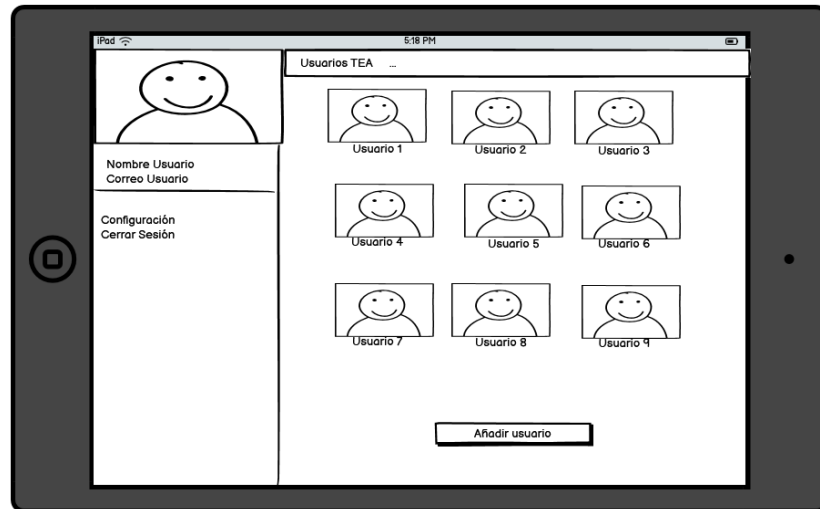 iPad 5:18 PM
Usuarios TEA ...
Nombre Usuario
Correo Usuario
Configuración
Cerrar Sesión
Usuario 1
Usuario 2
Usuario 3
Usuario 4
Usuario 5
Usuario 6
Usuario 7
Usuario 8
Usuario 9
Añadir usuario